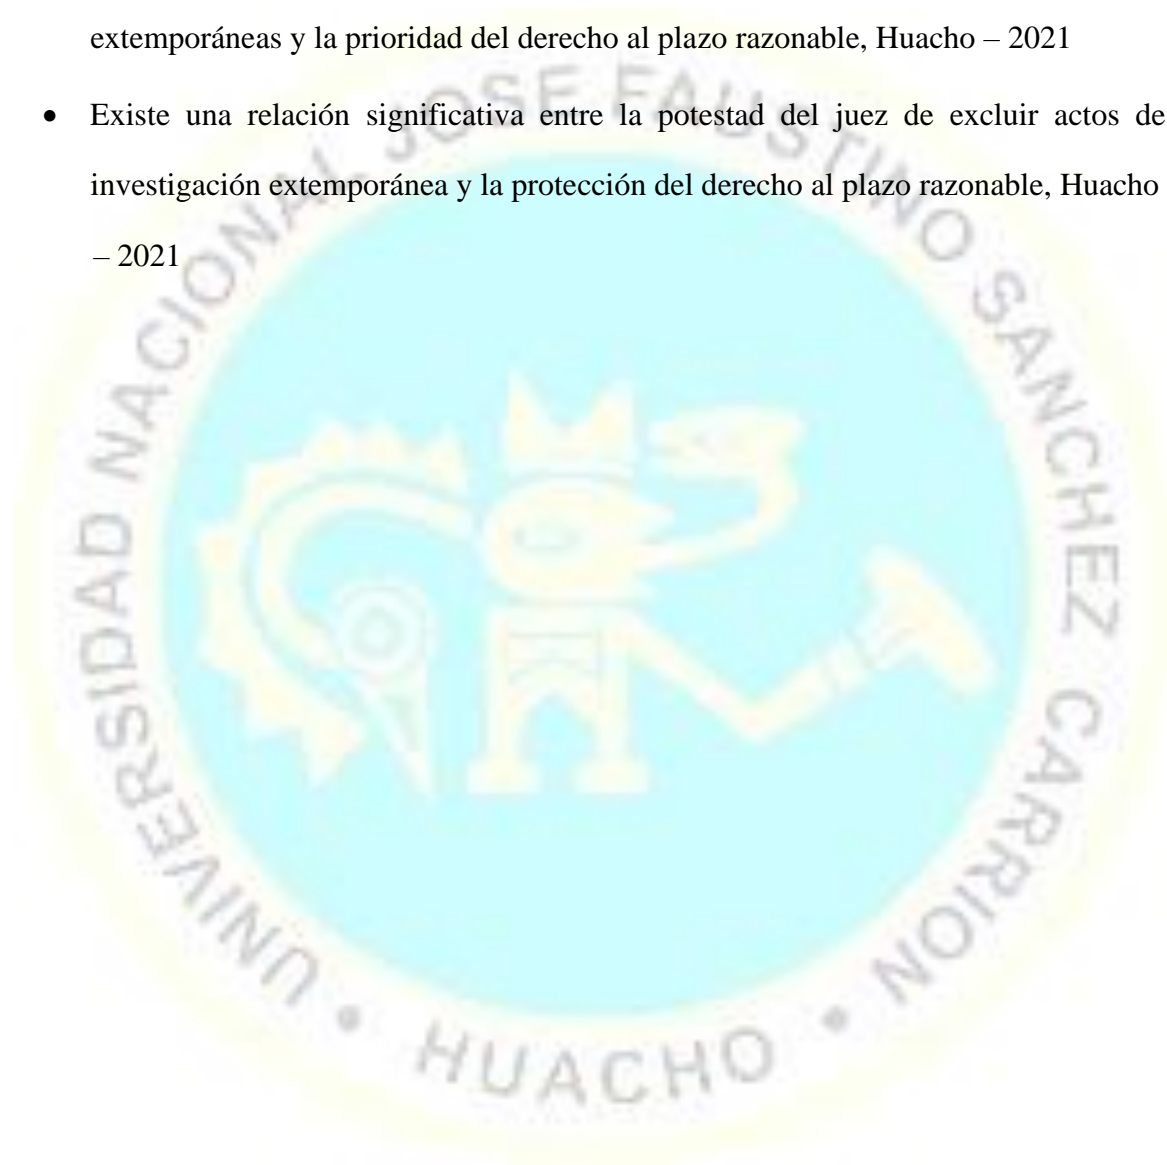 extemporáneas y la prioridad del derecho al plazo razonable, Huacho – 2021
• Existe una relación significativa entre la potestad del juez de excluir actos de
investigación extemporánea y la protección del derecho al plazo razonable, Huacho
– 2021
UNIVERSIDAD NACIONAL JOSE FAUSTINO SANCHEZ CARRION • HUACHO •